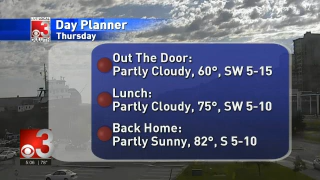 Day Planner
Thursday
3
Out The Door:
Partly Cloudy, 60°, SW 5-15
Lunch:
Partly Cloudy, 75°, SW 5-10
Back Home:
Partly Sunny, 82°, S 5-10
3